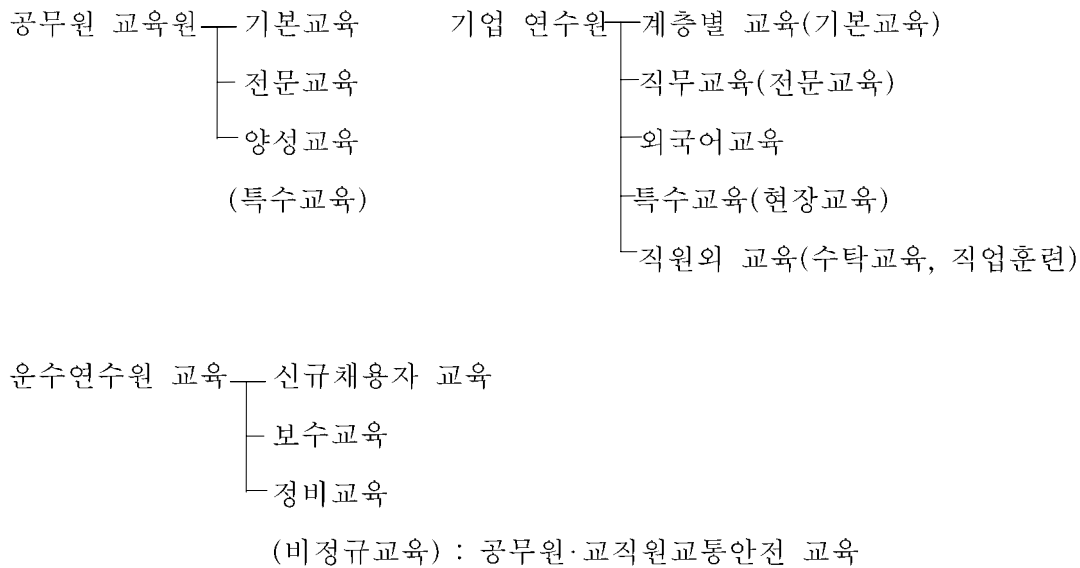 공무원 교육원 기본교육
전문교육
양성교육
(특수교육)
기업 연수원 계층별 교육(기본교육)
직무교육(전문교육)
외국어교육
특수교육(현장교육)
직원외 교육(수탁교육, 직업훈련)
운수연수원 교육 신규채용자 교육
보수교육
정비교육
(비정규교육) : 공무원·교직원교통안전 교육